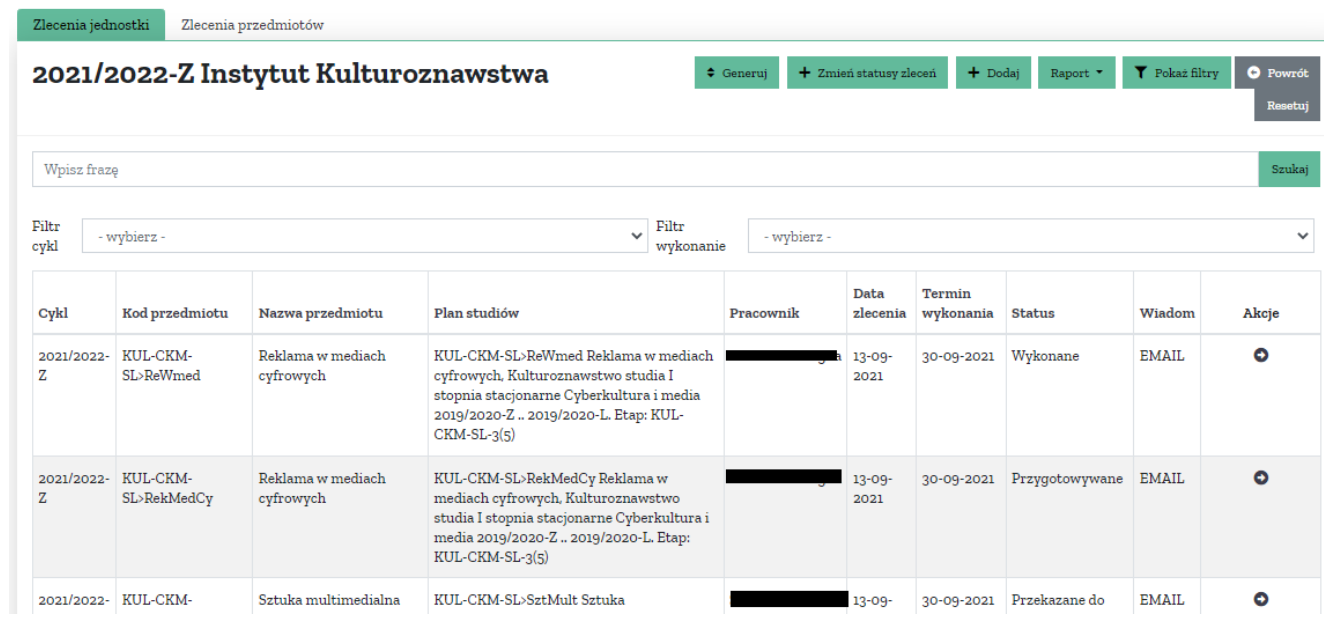 Zlecenia jednostki Zlecenia przedmiotów
2021/2022-Z Instytut Kulturoznawstwa
Generuj + Zmień statusy zleceń + Dodaj Raport Pokaż filtry Powrót
Resetuj
Wpisz frazę Szukaj
Filtr cykl - wybierz - Filtr wykonanie - wybierz -
Cykl Kod przedmiotu Nazwa przedmiotu Plan studiów Pracownik Data zlecenia Termin wykonania Status Wiadom Akcje
2021/2022- KUL-CKM- Reklama w mediach KUL-CKM-SL>ReWmed Reklama w mediach 13-09- 30-09-2021 Wykonane EMAIL
Z SL>ReWmed cyfrowych cyfrowych, Kulturoznawstwo studia I 2021
stopnia stacjonarne Cyberkultura i media
2019/2020-Z .. 2019/2020-L. Etap: KUL-
CKM-SL-3(5)
2021/2022- KUL-CKM- Reklama w mediach KUL-CKM-SL>RekMedCy Reklama w 13-09- 30-09-2021 Przygotowywane EMAIL
Z SL>RekMedCy cyfrowych mediach cyfrowych, Kulturoznawstwo 2021
studia I stopnia stacjonarne Cyberkultura i
media 2019/2020-Z .. 2019/2020-L. Etap:
KUL-CKM-SL-3(5)
2021/2022- KUL-CKM- Sztuka multimedialna KUL-CKM-SL>SztMult Sztuka 13-09- 30-09-2021 Przekazane do EMAIL